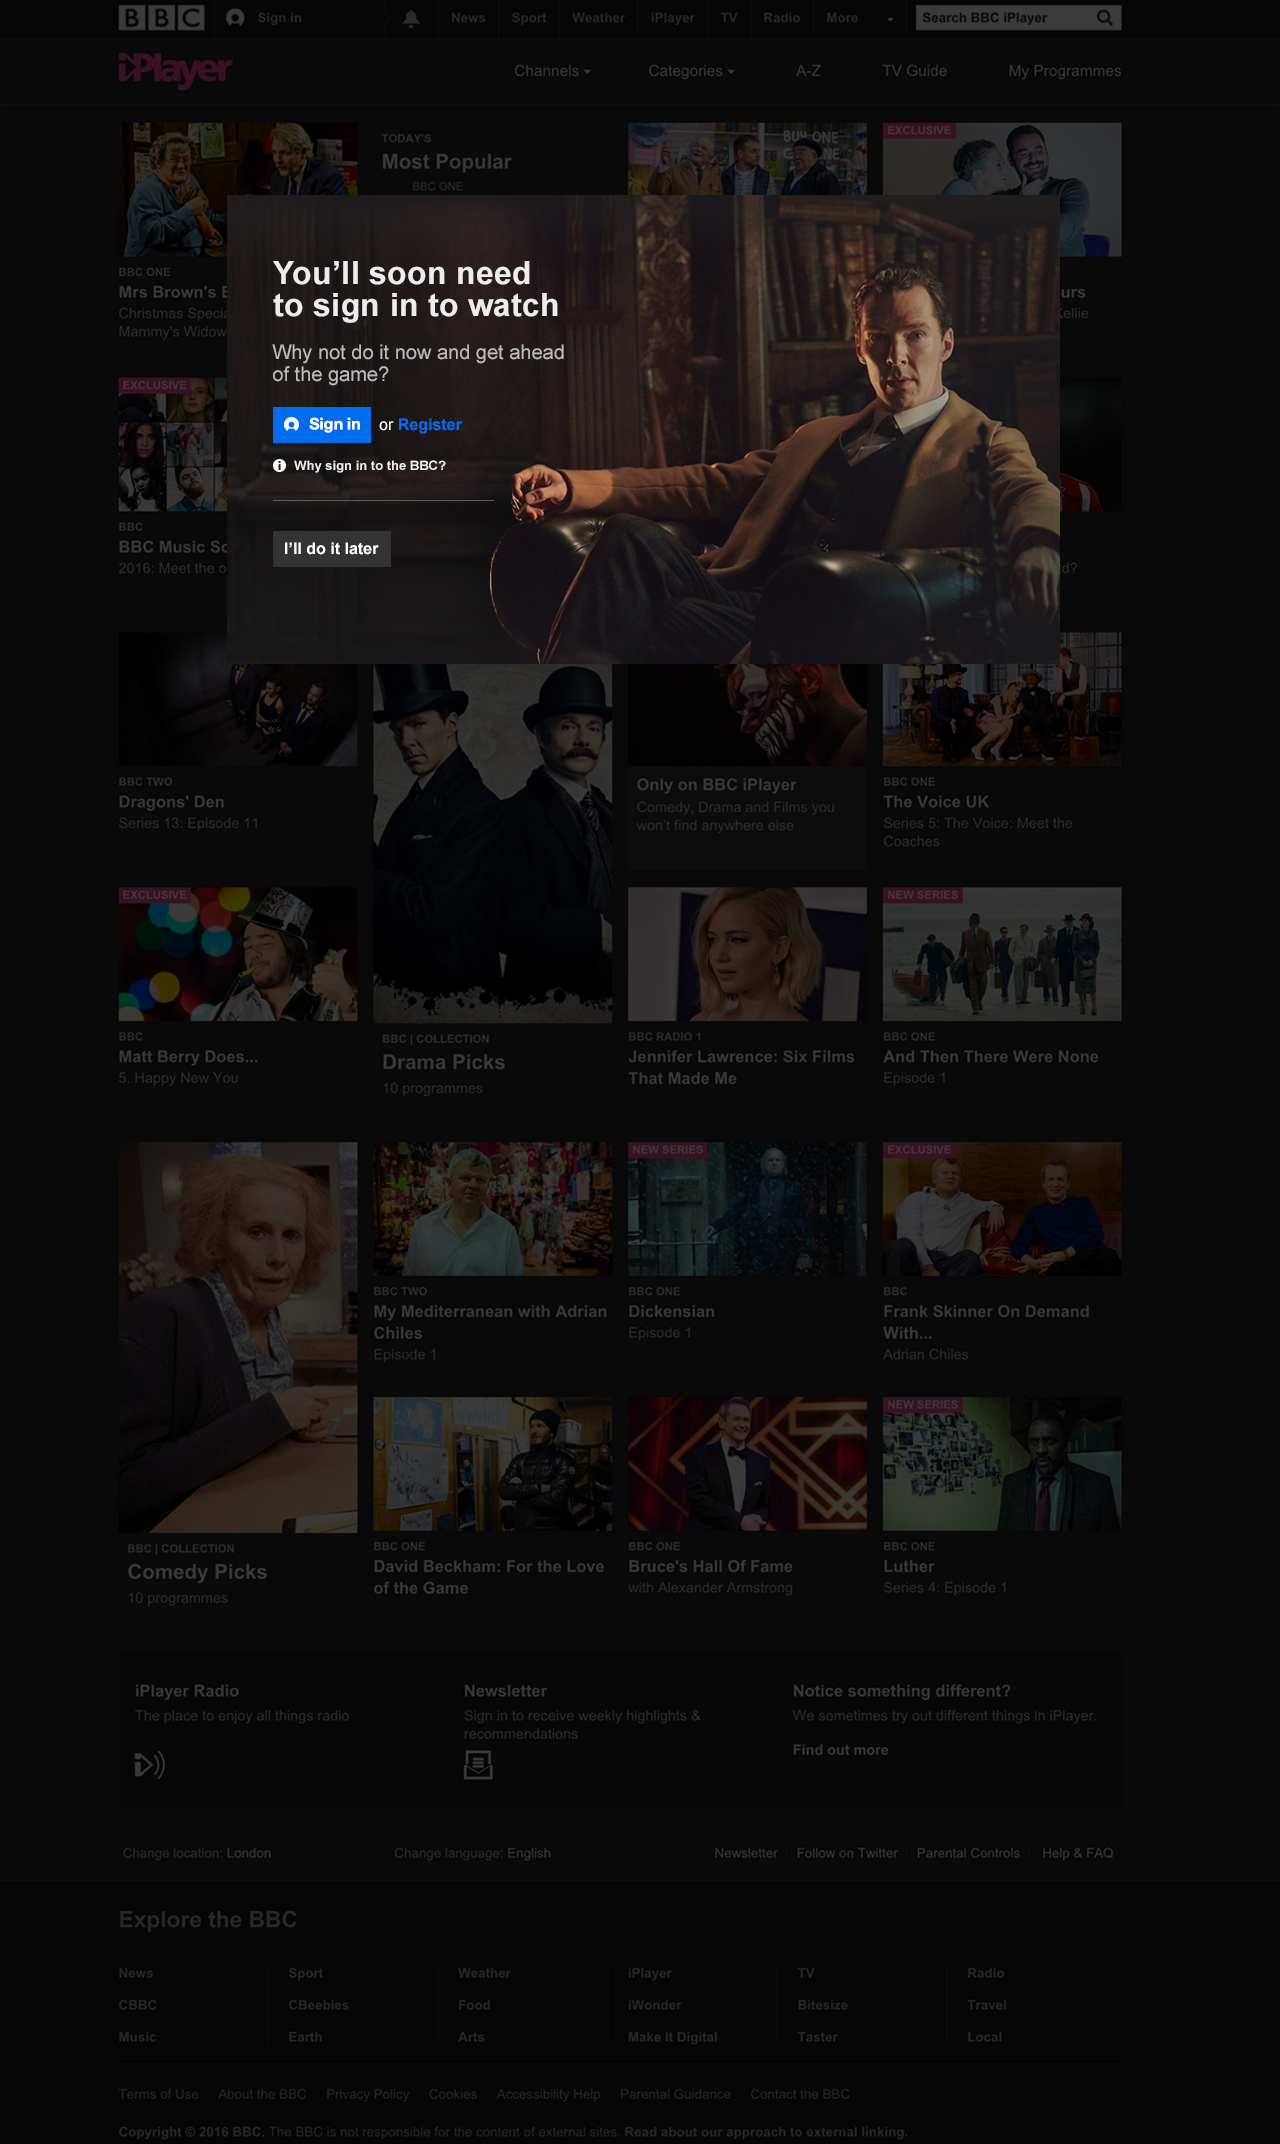 BBC
Sign in
News
Sport
Weather
iPlayer
TV
Radio
More
Search BBC iPlayer
iPlayer
Channels
Categories
A-Z
TV Guide
My Programmes
TODAY'S
Most Popular
BBC ONE
EXCLUSIVE
BBC ONE
Mrs Brown's
Christmas
Mammy's Widow
urs
Kellie
You'll soon need
to sign in to watch
Why not do it now and get ahead
of the game?
Sign in
or Register
Why sign in to the BBC?
I'll do it later
EXCLUSIVE
BBC
BBC Music
2016: Meet the
d?
BBC TWO
Dragons' Den
Series 13: Episode 11
Only on BBC iPlayer
Comedy, Drama and Films you
won't find anywhere else
BBC ONE
The Voice UK
Series 5: The Voice: Meet the
Coaches
EXCLUSIVE
BBC
Matt Berry Does...
5. Happy New You
BBC | COLLECTION
Drama Picks
10 programmes
BBC RADIO 1
Jennifer Lawrence: Six Films
That Made Me
NEW SERIES
BBC ONE
And Then There Were None
Episode 1
BBC TWO
My Mediterranean with Adrian
Chiles
Episode 1
NEW SERIES
BBC ONE
Dickensian
Episode 1
EXCLUSIVE
BBC
Frank Skinner On Demand
With...
Adrian Chiles
BBC | COLLECTION
Comedy Picks
10 programmes
BBC ONE
David Beckham: For the Love
of the Game
BBC ONE
Bruce's Hall Of Fame
with Alexander Armstrong
NEW SERIES
BBC ONE
Luther
Series 4: Episode 1
iPlayer Radio
The place to enjoy all things radio
Newsletter
Sign in to receive weekly highlights &
recommendations
Notice something different?
We sometimes try out different things in iPlayer.
Find out more
Change location: London
Change language: English
Newsletter
Follow on Twitter
Parental Controls
Help & FAQ
Explore the BBC
News
Sport
Weather
iPlayer
TV
Radio
CBBC
CBeebies
Food
iWonder
Bitesize
Travel
Music
Earth
Arts
Make It Digital
Taster
Local
Terms of Use
About the BBC
Privacy Policy
Cookies
Accessibility Help
Parental Guidance
Contact the BBC
Copyright © 2016 BBC. The BBC is not responsible for the content of external sites. Read about our approach to external linking.